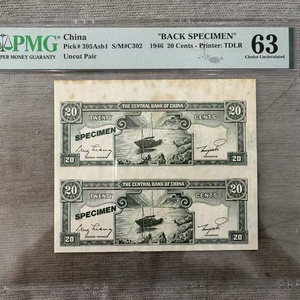 PMG
PAPER MONEY GUARANTY
China
Pick# 395Asb1 S/M#C302
Uncut Pair
"BACK SPECIMEN"
1946 20 Cents - Printer: TDLR
63
Choice Uncirculated
20
THE CENTRAL BANK OF CHINA
20
TWENTY
CENTS
SPECIMEN
20
20
20
THE CENTRAL BANK OF CHINA
20
TWENTY
CENTS
SPECIMEN
20
20